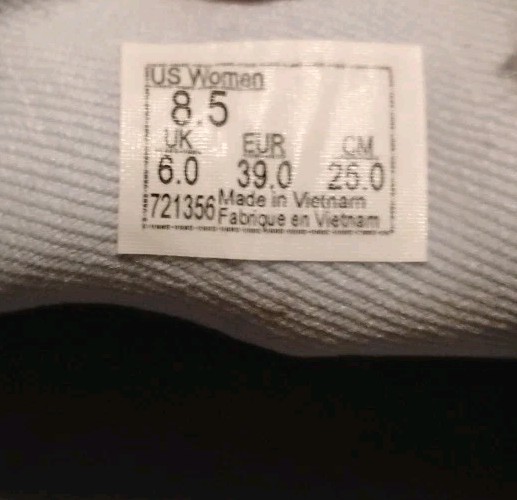 US Women
8.5
UK EUR CM
6.0 39.0 25.0
721356 Made in Vietnam
Fabrique en Vietnam